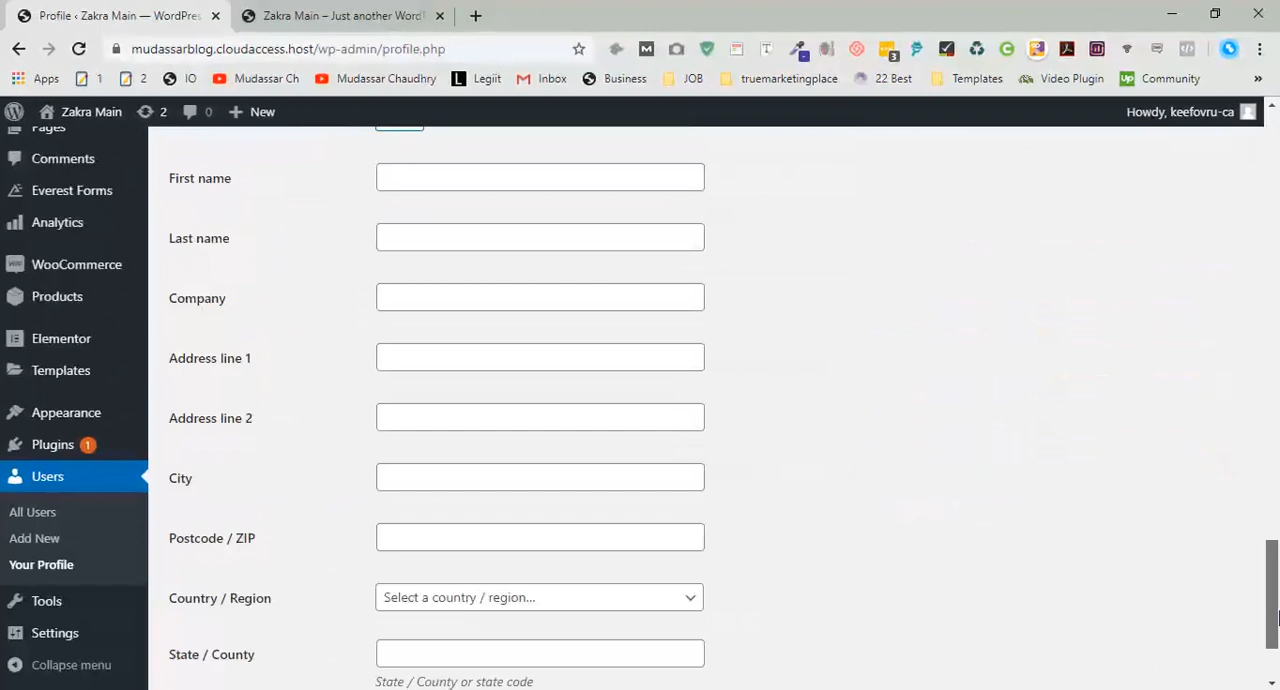 Profile ‹ Zakra Main — WordPres
Zakra Main – Just another Word
mudassarblog.cloudaccess.host/wp-admin/profile.php
3
Apps
1
2
IO
Mudassar Ch
Mudassar Chaudhry
Legiit
Inbox
Business
JOB
truemarketingplace
22 Best
Templates
Video Plugin
Community
»
Zakra Main
2
0
New
Howdy, keefovru-ca
Pages
Comments
Everest Forms
Analytics
WooCommerce
Products
Elementor
Templates
Appearance
Plugins 1
Users
All Users
Add New
Your Profile
Tools
Settings
Collapse menu
First name
Last name
Company
Address line 1
Address line 2
City
Postcode / ZIP
Country / Region
Select a country / region...
State / County
State / County or state code